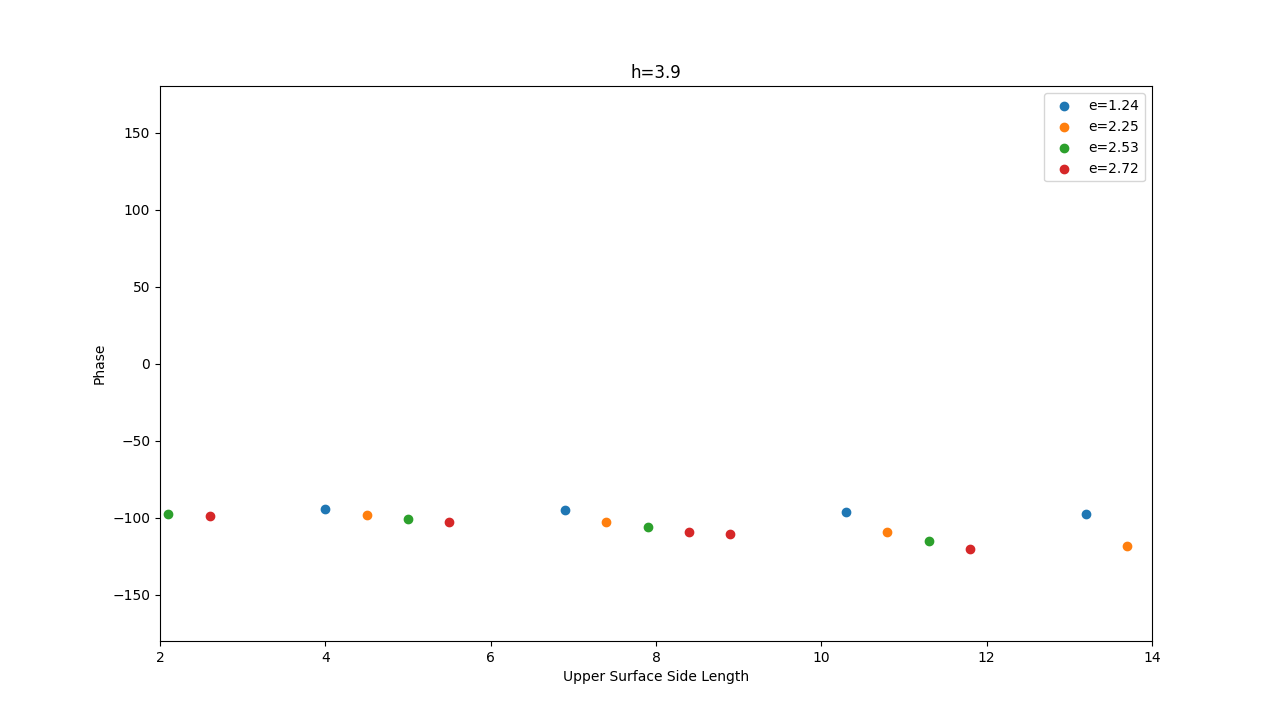 h=3.9
e=1.24
e=2.25
e=2.53
e=2.72
150
100
50
0
−50
−100
−150
Phase
2 4 6 8 10 12 14
Upper Surface Side Length